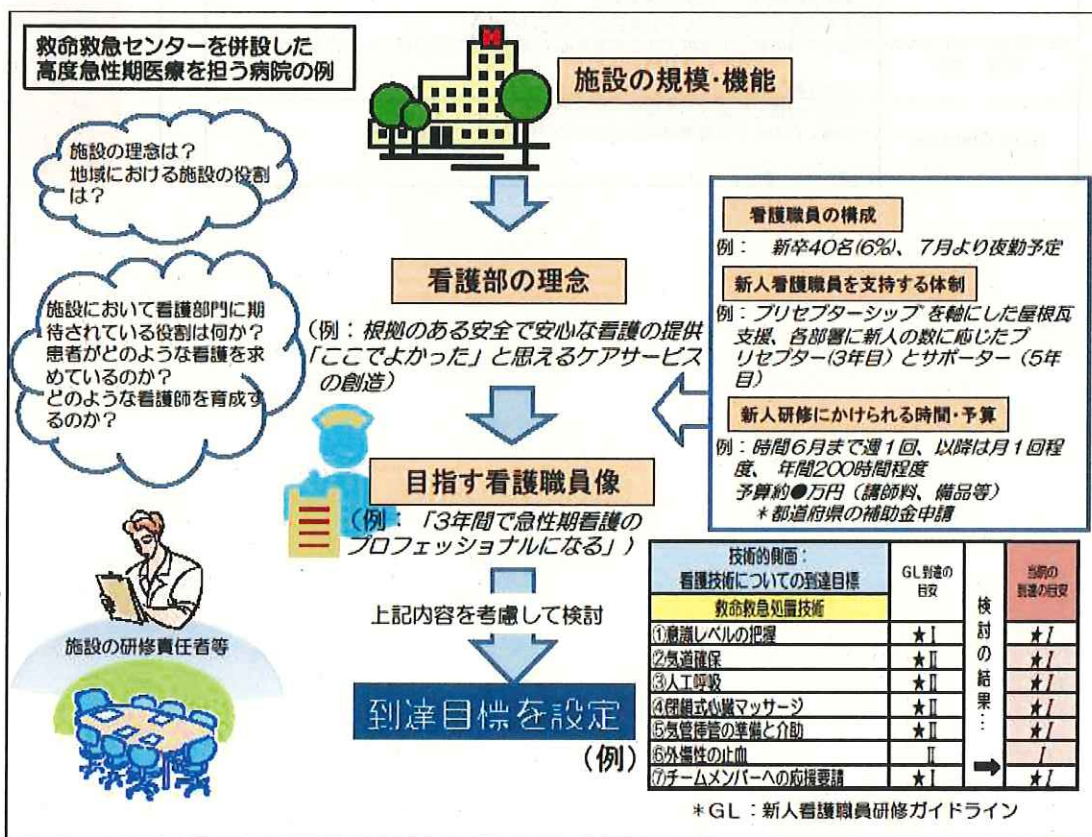 救命救急センターを併設した
高度急性期医療を担う病院の例
M
施設の規模・機能
施設の理念は?
地域における施設の役割
は?
看護部の理念
(例:根拠のある安全で安心な看護の提供
「ここでよかった」と思えるケアサービス
の創造)
施設において看護部門に期
待されている役割は何か?
患者がどのような看護を求
めているのか?
どのような看護師を育成す
るのか?
看護職員の構成
例: 新卒40名(6%)、7月より夜勤予定
新人看護職員を支持する体制
例:プリセプターシップを軸にした屋根瓦
支援、各部署に新人の数に応じたプ
リセプター(3年目)とサポーター(5年
目)
新人研修にかけられる時間・予算
例:時間6月まで週1回、以降は月1回程
度、年間200時間程度
予算約●万円(講師料、備品等)
*都道府県の補助金申請
目指す看護職員像
(例:「3年間で急性期看護の
プロフェッショナルになる」)
上記内容を考慮して検討
到達目標を設定
(例)
施設の研修責任者等
技術的側面:
看護技術についての到達目標
GL到達の
目安
検討の結果…
当院の
到達の目安
救命救急処置技術
①意識レベルの把握 ★Ⅰ ★Ⅰ
②気道確保 ★Ⅱ ★Ⅰ
③人工呼吸 ★Ⅱ ★Ⅰ
④閉鎖式心臓マッサージ ★Ⅱ ★Ⅰ
⑤気管挿管の準備と介助 ★Ⅱ ★Ⅰ
⑥外傷性の止血 Ⅱ Ⅰ
⑦チームメンバーへの応援要請 ★Ⅰ ★Ⅰ
*GL:新人看護職員研修ガイドライン